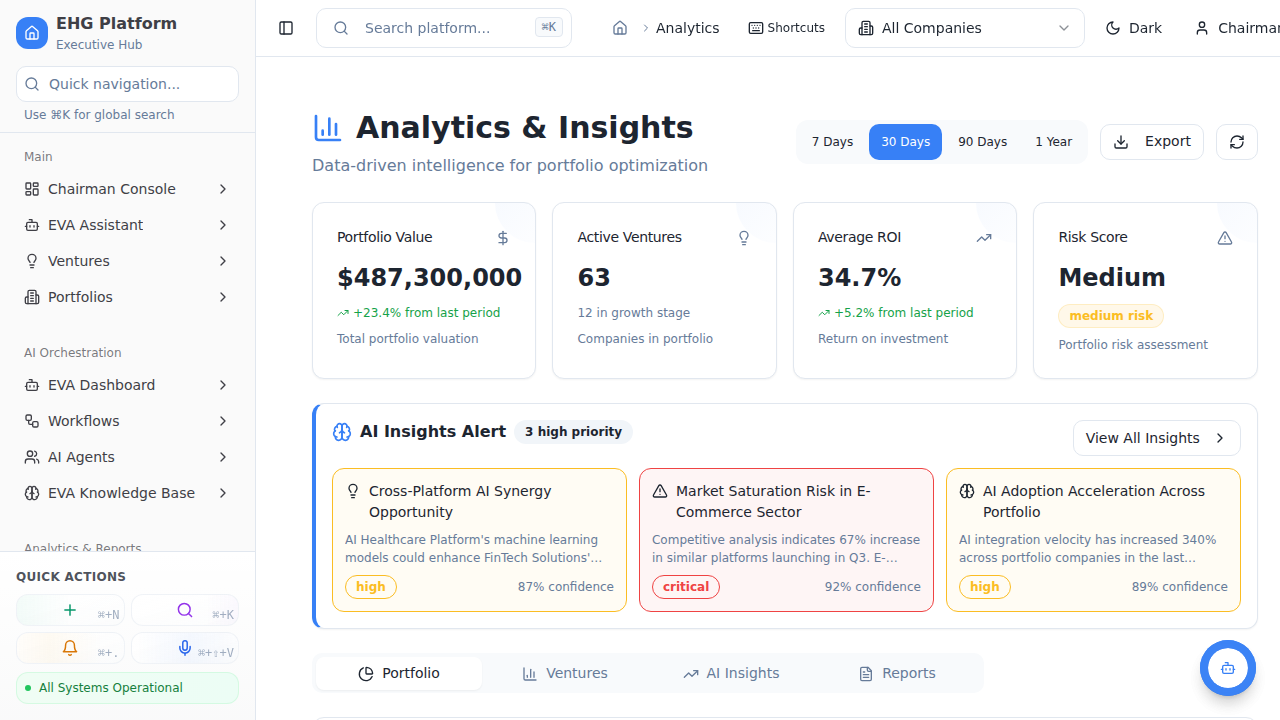 EHG Platform
Executive Hub
Quick navigation...
Use ⌘K for global search
Main
Chairman Console
EVA Assistant
Ventures
Portfolios
AI Orchestration
EVA Dashboard
Workflows
AI Agents
EVA Knowledge Base
Analytics & Reports
QUICK ACTIONS
⌘+N
⌘+K
⌘+.
⌘+⇧+V
All Systems Operational
Search platform...
⌘K
Analytics
Shortcuts
All Companies
Dark
Chairman
Analytics & Insights
Data-driven intelligence for portfolio optimization
7 Days
30 Days
90 Days
1 Year
Export
Portfolio Value
$487,300,000
+23.4% from last period
Total portfolio valuation
Active Ventures
63
12 in growth stage
Companies in portfolio
Average ROI
34.7%
+5.2% from last period
Return on investment
Risk Score
Medium
medium risk
Portfolio risk assessment
AI Insights Alert
3 high priority
View All Insights
Cross-Platform AI Synergy
Opportunity
AI Healthcare Platform's machine learning
models could enhance FinTech Solutions'...
high
87% confidence
Market Saturation Risk in E-
Commerce Sector
Competitive analysis indicates 67% increase
in similar platforms launching in Q3. E-...
critical
92% confidence
AI Adoption Acceleration Across
Portfolio
AI integration velocity has increased 340%
across portfolio companies in the last...
high
89% confidence
Portfolio
Ventures
AI Insights
Reports